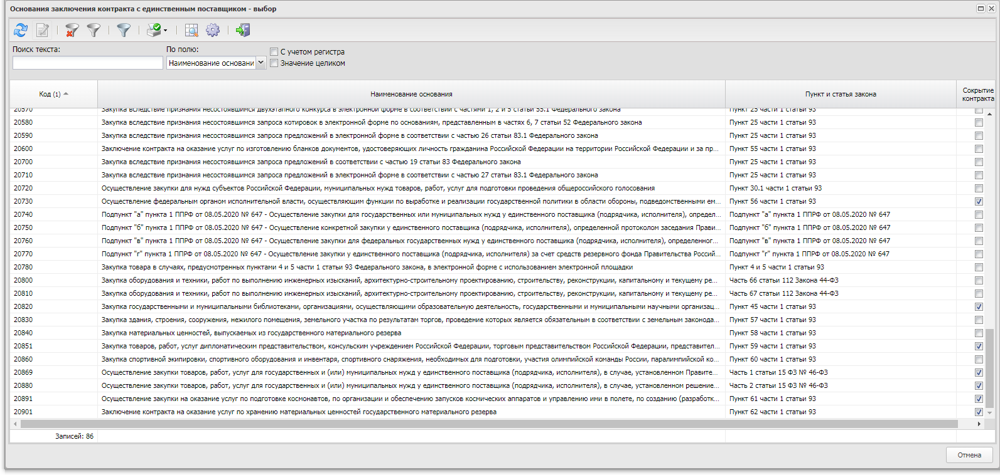 Основания заключения контракта с единственным поставщиком - выбор
Поиск текста:
По полю:
С учетом регистра
Наименование основани
Значение целиком
Код (1) Наименование основания Пункт и статья закона Сокрытие контракта
20570 Закупка вследствие признания несостоявшимся двухэтапного конкурса в электронной форме в соответствии с частями 1, 2 и 5 статьи 55.1 Федерального закона Пункт 25 части 1 статьи 93
20580 Закупка вследствие признания несостоявшимся запроса котировок в электронной форме по основаниям, представленным в частях 6, 7 статьи 52 Федерального закона Пункт 25 части 1 статьи 93
20590 Закупка вследствие признания несостоявшимся запроса предложений в электронной форме в соответствии с частью 26 статьи 83.1 Федерального закона Пункт 25 части 1 статьи 93
20600 Заключение контракта на оказание услуг по изготовлению бланков документов, удостоверяющих личность гражданина Российской Федерации на территории Российской Федерации и за пр... Пункт 55 части 1 статьи 93
20700 Закупка вследствие признания несостоявшимся запроса предложений в соответствии с частью 19 статьи 83 Федерального закона Пункт 25 части 1 статьи 93
20710 Закупка вследствие признания несостоявшимся запроса предложений в электронной форме в соответствии с частью 27 статьи 83.1 Федерального закона Пункт 25 части 1 статьи 93
20720 Осуществление закупки для нужд субъектов Российской Федерации, муниципальных нужд товаров, работ, услуг для подготовки проведения общероссийского голосования Пункт 30.1 части 1 статьи 93
20730 Осуществление федеральным органом исполнительной власти, осуществляющим функции по выработке и реализации государственной политики в области обороны, подведомственными ем... Пункт 56 части 1 статьи 93
20740 Подпункт "а" пункта 1 ППРФ от 08.05.2020 № 647 - Осуществление закупки для государственных или муниципальных нужд у единственного поставщика (подрядчика, исполнителя), определ... Подпункт "а" пункта 1 ППРФ от 08.05.2020 № 647
20750 Подпункт "б" пункта 1 ППРФ от 08.05.2020 № 647 - Осуществление конкретной закупки у единственного поставщика (подрядчика, исполнителя), определенной протоколом заседания Прави... Подпункт "б" пункта 1 ППРФ от 08.05.2020 № 647
20760 Подпункт "в" пункта 1 ППРФ от 08.05.2020 № 647 - Осуществление закупки для федеральных государственных нужд у единственного поставщика (подрядчика, исполнителя), определенного... Подпункт "в" пункта 1 ППРФ от 08.05.2020 № 647
20770 Подпункт "г" пункта 1 ППРФ от 08.05.2020 № 647 - Осуществление закупки у единственного поставщика (подрядчика, исполнителя) за счет средств резервного фонда Правительства Россий... Подпункт "г" пункта 1 ППРФ от 08.05.2020 № 647
20780 Закупка товара в случаях, предусмотренных пунктами 4 и 5 части 1 статьи 93 Федерального закона, в электронной форме с использованием электронной площадки Пункт 4 и 5 части 1 статьи 93
20800 Закупка оборудования и техники, работ по выполнению инженерных изысканий, архитектурно-строительному проектированию, строительству, реконструкции, капитальному и текущему ре... Часть 66 статьи 112 Закона 44-ФЗ
20810 Закупка оборудования и техники, работ по выполнению инженерных изысканий, архитектурно-строительному проектированию, строительству, реконструкции, капитальному и текущему ре... Часть 67 статьи 112 Закона 44-ФЗ
20820 Закупка государственными и муниципальными библиотеками, организациями, осуществляющими образовательную деятельность, государственными и муниципальными научными организац... Пункт 45 части 1 статьи 93
20830 Закупка здания, строения, сооружения, нежилого помещения, земельного участка по результатам торгов, проведение которых является обязательным в соответствии с земельным законода... Пункт 57 части 1 статьи 93
20840 Закупка материальных ценностей, выпускаемых из государственного материального резерва Пункт 58 части 1 статьи 93
20851 Закупка товаров, работ, услуг дипломатическим представительством, консульским учреждением Российской Федерации, торговым представительством Российской Федерации, представител... Пункт 59 части 1 статьи 93
20860 Закупка спортивной экипировки, спортивного оборудования и инвентаря, спортивного снаряжения, необходимых для подготовки, участия олимпийской команды России, паралимпийской ко... Пункт 60 части 1 статьи 93
20869 Осуществление закупки товаров, работ, услуг для государственных и (или) муниципальных нужд у единственного поставщика (подрядчика, исполнителя), в случае, установленном Правите... Часть 1 статьи 15 ФЗ № 46-ФЗ
20880 Осуществление закупки товаров, работ, услуг для государственных и (или) муниципальных нужд у единственного поставщика (подрядчика, исполнителя), в случае, установленном решение... Часть 2 статьи 15 ФЗ № 46-ФЗ
20891 Осуществление закупки на оказание услуг по подготовке космонавтов, по организации и обеспечению запусков космических аппаратов и управлению ими в полете, по созданию (разработк... Пункт 61 части 1 статьи 93
20901 Заключение контракта на оказание услуг по хранению материальных ценностей государственного материального резерва Пункт 62 части 1 статьи 93
Записей: 86
Отмена